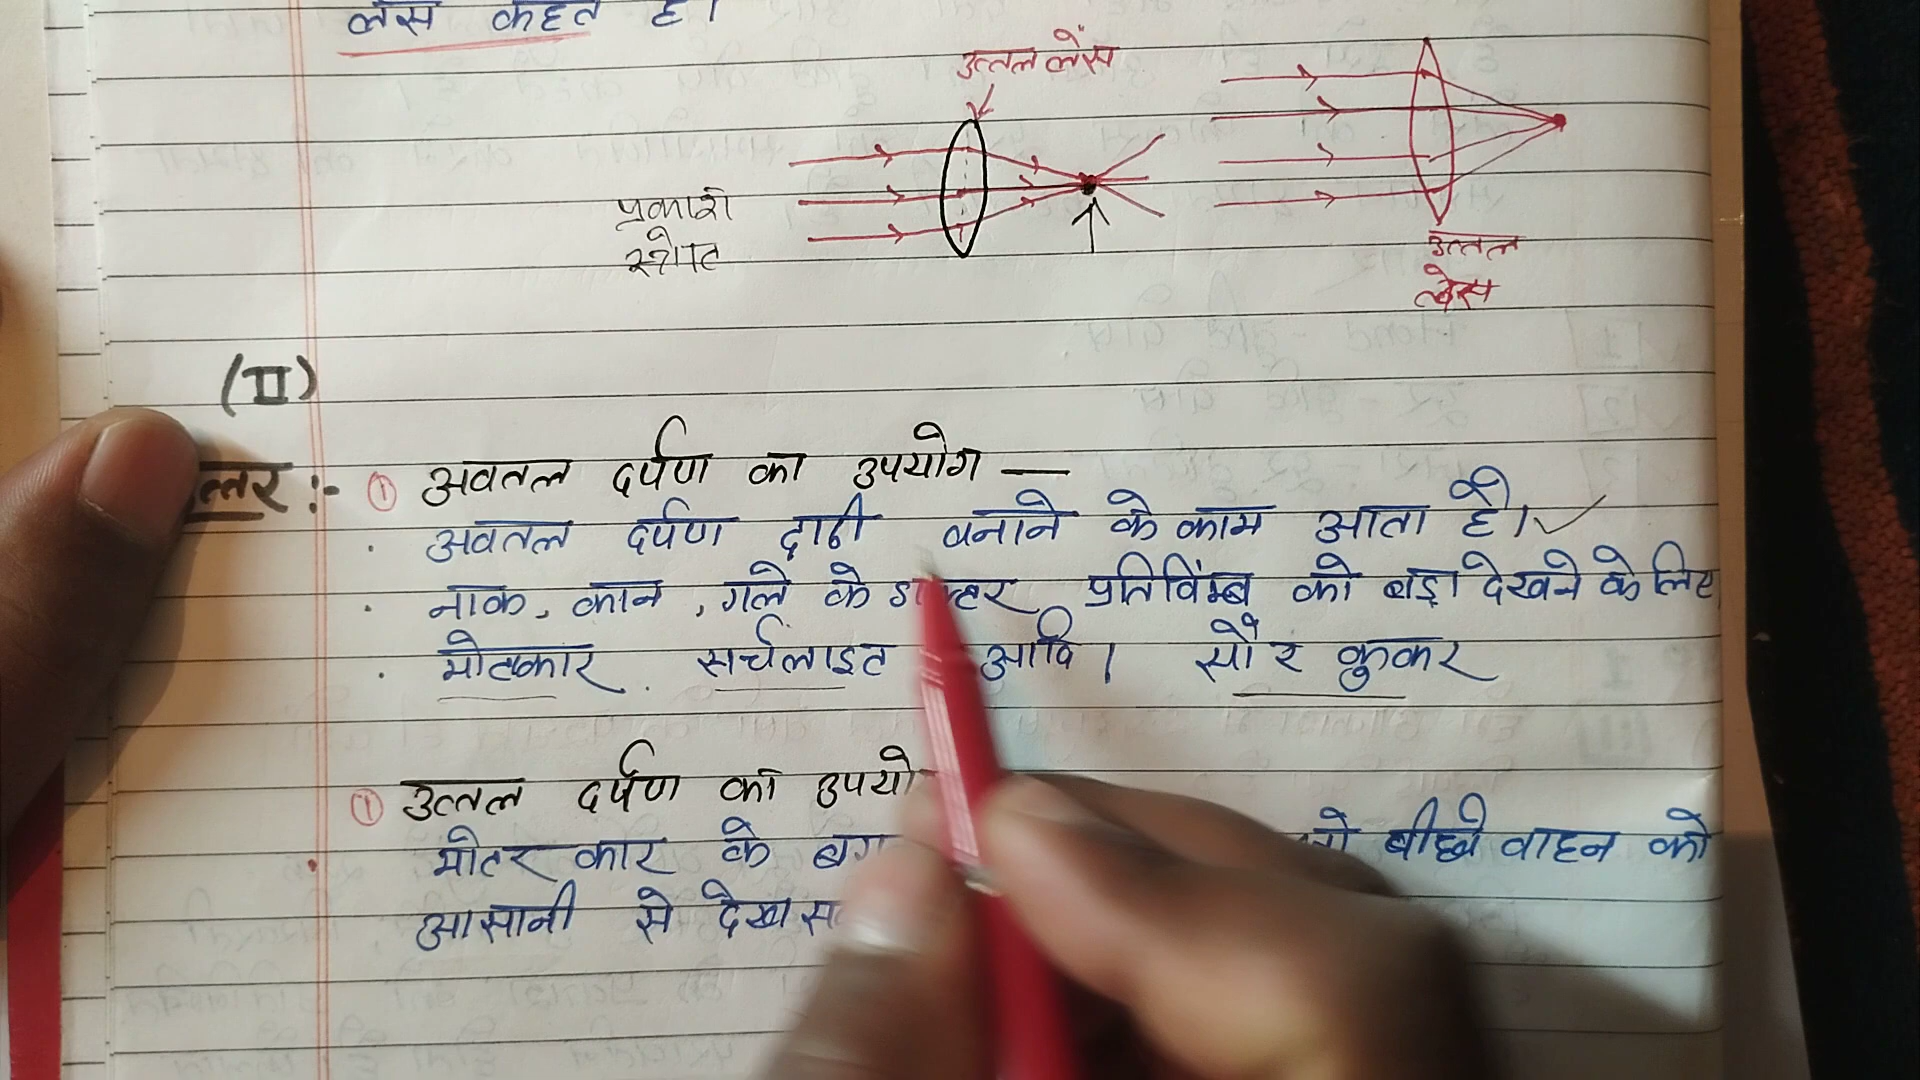 लेंस कहते है।
उत्तल लेंस
प्रकाश
स्त्रोत
उत्तल
लेंस
(II)
त्तर :- ① अवतल दर्पण का उपयोग —
अवतल दर्पण दाढी बनाने के काम आता है।
नाक, कान, गले के डाक्टर प्रतिविंम्ब को बड़ा देखने के लिए
मोटकार सर्चलाइट आदि। सौर कुकर
① उत्तल दर्पण का उपयो
मोटर कार के बग वाहन को
आसानी से देख स